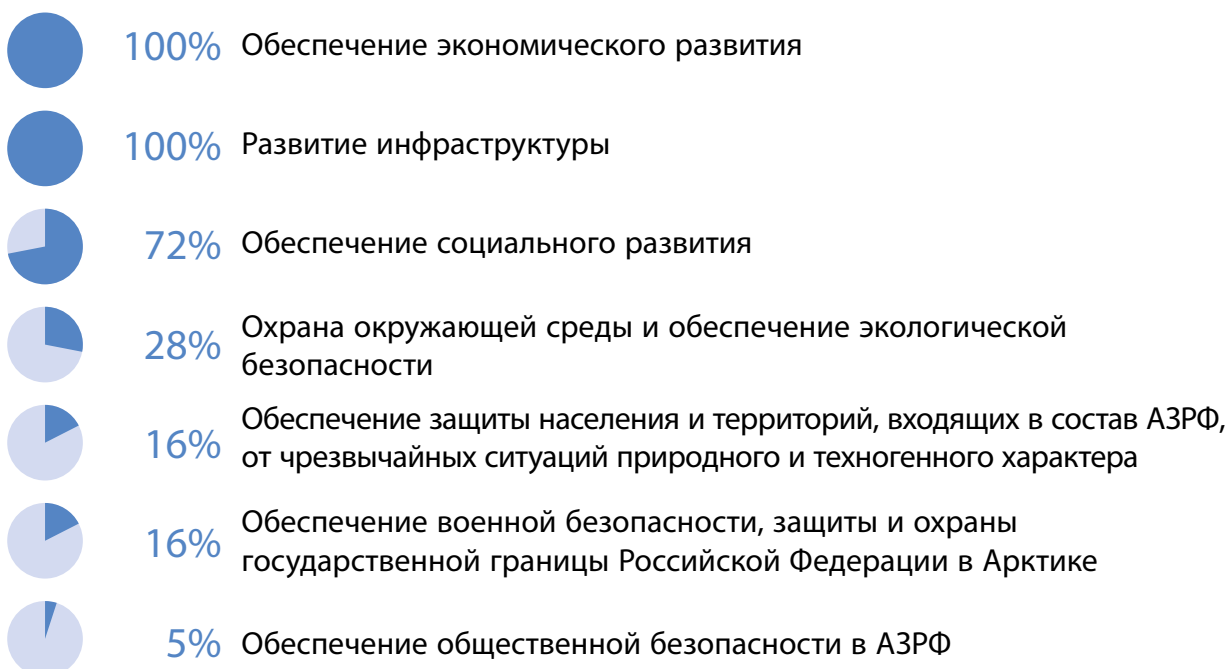 100% Обеспечение экономического развития
100% Развитие инфраструктуры
72% Обеспечение социального развития
28% Охрана окружающей среды и обеспечение экологической
безопасности
16% Обеспечение защиты населения и территорий, входящих в состав АЗРФ,
от чрезвычайных ситуаций природного и техногенного характера
16% Обеспечение военной безопасности, защиты и охраны
государственной границы Российской Федерации в Арктике
5% Обеспечение общественной безопасности в АЗРФ